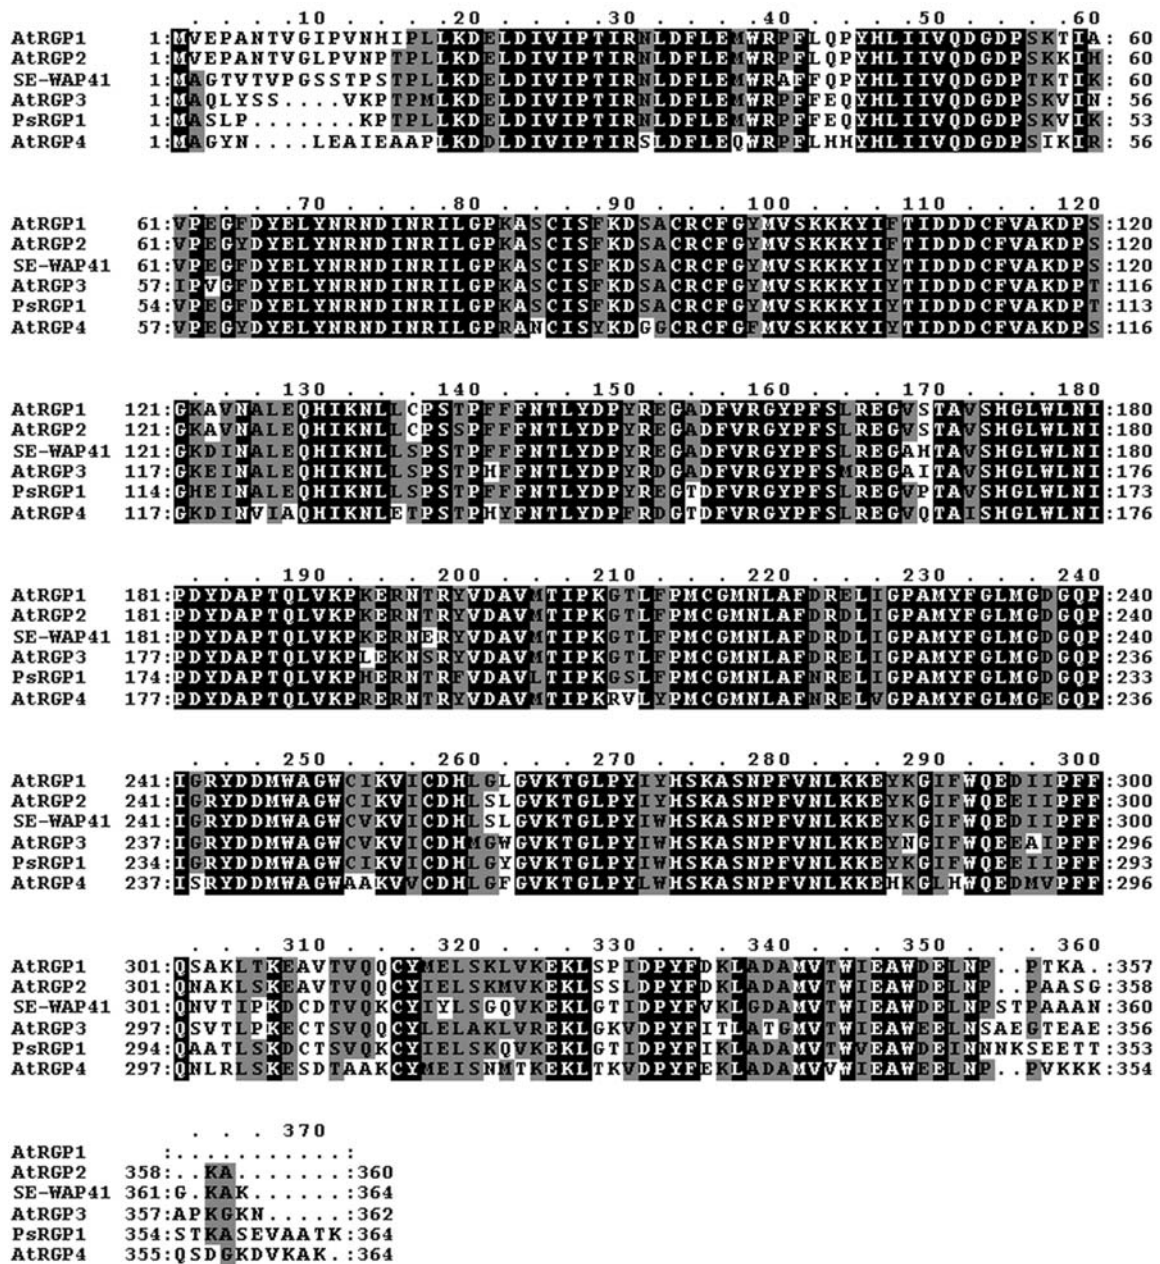 . . 10 . . 20 . . 30 . . 40 . . 50 . . 60
AtRGP1 1:MVEPANTVGIPVNHIPLLKDELDIVIPTIRNLDFLEMWRPFLQPYHLIIVQDGDPSKTIA: 60
AtRGP2 1:MVEPANTVGLPVNPTPLLKDELDIVIPTIRNLDFLEMWRPFLQPYHLIIVQDGDPSKKIH: 60
SE-WAP41 1:MAGTVTVPGSSTPSTPLLKDELDIVIPTIRNLDFLEMWRAFFQPYHLIIVQDGDPTKTIK: 60
AtRGP3 1:MAQLYSS....VKPTPMLKDELDIVIPTIRNLDFLEMWRPFFEQYHLIIVQDGDPSKVIN: 56
PsRGP1 1:MASLP.......KPTPLLKDELDIVIPTIRNLDFLEMWRPFFEQYHLIIVQDGDPSKVIK: 53
AtRGP4 1:MAGYN....LEAIEAAPLKDDLDIVIPTIRSLDFLEQWRPFLHHYHLIIVQDGDPSIKIR: 56
. . 70 . . 80 . . 90 . . 100 . . 110 . . 120
AtRGP1 61:VPEGFDYELYNRNDINRILGPKASCISFKDSACRCFGYMVSKKKYIFTIDDDCFVAKDPS:120
AtRGP2 61:VPEGYDYELYNRNDINRILGPKASCISFKDSACRCFGYMVSKKKYIFTIDDDCFVAKDPS:120
SE-WAP41 61:VPEGFDYELYNRNDINRILGPKASCISFKDSACRCFGYMVSKKKYIYTIDDDCFVAKDPS:120
AtRGP3 57:IPVGFDYELYNRNDINRILGPKASCISFKDSACRCFGYMVSKKKYIYTIDDDCFVAKDPT:116
PsRGP1 54:VPEGFDYELYNRNDINRILGPKASCISFKDSACRCFGYMVSKKKYIYTIDDDCFVAKDPT:113
AtRGP4 57:VPEGYDYELYNRNDINRILGPRANCISYKDGGCRCFGFMVSKKKYIYTIDDDCFVAKDPS:116
. . 130 . . 140 . . 150 . . 160 . . 170 . . 180
AtRGP1 121:GKAVNALEQHIKNLLCPSTPFFFNTLYDPYREGADFVRGYPFSLREGVSTAVSHGLWLNI:180
AtRGP2 121:GKAVNALEQHIKNLLCPSSPFFFNTLYDPYREGADFVRGYPFSLREGVSTAVSHGLWLNI:180
SE-WAP41 121:GKDINALEQHIKNLLSPSTPFFFNTLYDPYREGADFVRGYPFSLREGAHTAVSHGLWLNI:180
AtRGP3 117:GKEINALEQHIKNLLSPSTPHFFNTLYDPYRDGADFVRGYPFSMREGAITAVSHGLWLNI:176
PsRGP1 114:GHEINALEQHIKNLLSPSTPFFFNTLYDPYREGTDFVRGYPFSLREGVPTAVSHGLWLNI:173
AtRGP4 117:GKDINVIAQHIKNLETPSTPHYFNTLYDPFRDGTDFVRGYPFSLREGVQTAISHGLWLNI:176
. . 190 . . 200 . . 210 . . 220 . . 230 . . 240
AtRGP1 181:PDYDAPTQLVKPKERNTRYVDAVMTIPKGTLFPMCGMNLAFDRELIGPAMYFGLMGDGQP:240
AtRGP2 181:PDYDAPTQLVKPKERNTRYVDAVMTIPKGTLFPMCGMNLAFDRELIGPAMYFGLMGDGQP:240
SE-WAP41 181:PDYDAPTQLVKPKERNERYVDAVMTIPKGTLFPMCGMNLAFDRDLIGPAMYFGLMGDGQP:240
AtRGP3 177:PDYDAPTQLVKPLEKNSRYVDAVMTIPKGTLFPMCGMNLAFDRELIGPAMYFGLMGDGQP:236
PsRGP1 174:PDYDAPTQLVKPHERNTRFVDAVLTIPKGSLFPMCGMNLAFNRELIGPAMYFGLMGDGQP:233
AtRGP4 177:PDYDAPTQLVKPRERNTRYVDAVMTIPKRVLYPMCGMNLAFNRELVGPAMYFGLMGEGQP:236
. . 250 . . 260 . . 270 . . 280 . . 290 . . 300
AtRGP1 241:IGRYDDMWAGWCIKVICDHLGLGVKTGLPYIYHSKASNPFVNLKKEYKGIFWQEDIIPFF:300
AtRGP2 241:IGRYDDMWAGWCIKVICDHLSLGVKTGLPYIYHSKASNPFVNLKKEYKGIFWQEEIIPFF:300
SE-WAP41 241:IGRYDDMWAGWCVKVICDHLSLGVKTGLPYIWHSKASNPFVNLKKEYKGIFWQEDIIPFF:300
AtRGP3 237:IGRYDDMWAGWCVKVICDHMGWGVKTGLPYIWHSKASNPFVNLKKEYNGIFWQEEAIPFF:296
PsRGP1 234:IGRYDDMWAGWCIKVICDHLGYGVKTGLPYIWHSKASNPFVNLKKEYKGIFWQEEIIPFF:293
AtRGP4 237:ISRYDDMWAGWAAKVVCDHLGFGVKTGLPYLWHSKASNPFVNLKKEHKGLHWQEDMVPFF:296
. . 310 . . 320 . . 330 . . 340 . . 350 . . 360
AtRGP1 301:QSAKLTKEAVTVQQCYMELSKLVKEKLSPIDPYFDKLADAMVTWIEAWDELNP..PTKA.:357
AtRGP2 301:QNAKLSKEAVTVQQCYIELSKMVKEKLSSLDPYFDKLADAMVTWIEAWDELNP..PAASG:358
SE-WAP41 301:QNVTIPKDCDTVQKCYIYLSGQVKEKLGTIDPYFVKLGDAMVTWIEAWDELNPSTPAAAN:360
AtRGP3 297:QSVTLPKECTSVQQCYLELAKLVREKLGKVDPYFITLATGMVTWIEAWEELNSAEGTEAE:356
PsRGP1 294:QAATLSKDCTSVQKCYIELSKQVKEKLGTIDPYFIKLADAMVTWVEAWDEINNNKSEETT:353
AtRGP4 297:QNLRLSKESDTAAKCYMEISNMTKEKLTKVDPYFEKLADAMVVWIEAWEELNP..PVKKK:354
. . . 370
AtRGP1 :...........:
AtRGP2 358:..KA.......:360
SE-WAP41 361:G.KAK......:364
AtRGP3 357:APKGKN.....:362
PsRGP1 354:STKASEVAATK:364
AtRGP4 355:QSDGKDVKAK.:364